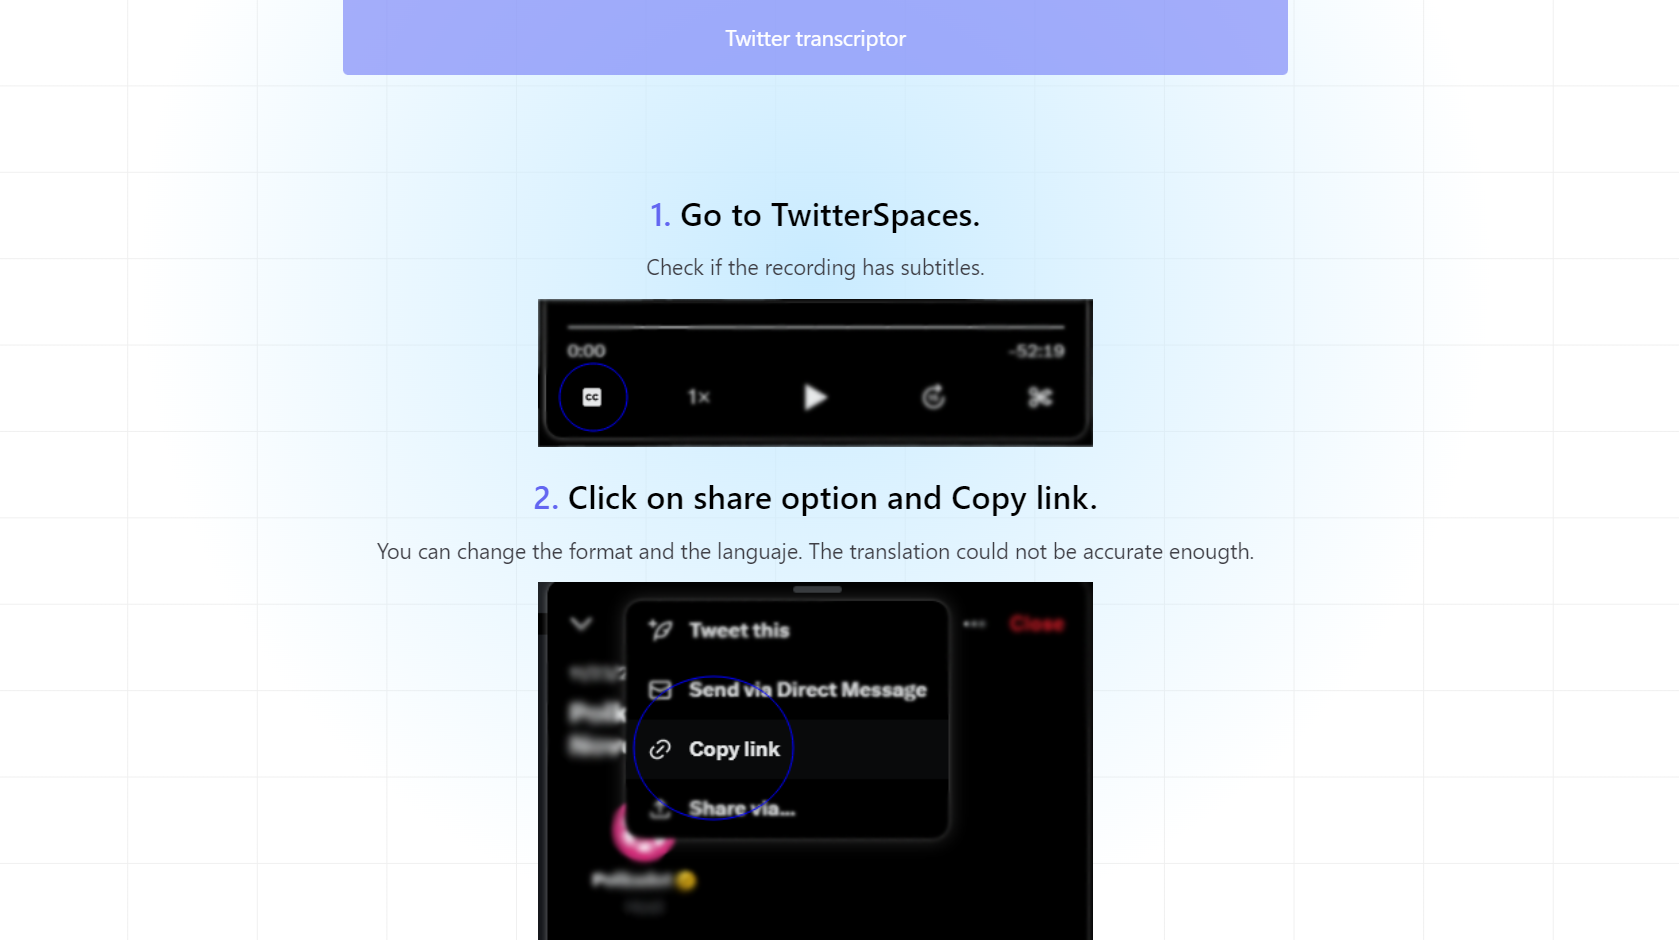 Twitter transcriptor
1. Go to TwitterSpaces.
Check if the recording has subtitles.
0:00
-52:19
CC
1×
2. Click on share option and Copy link.
You can change the format and the languaje. The translation could not be accurate enougth.
Tweet this
Close
Send via Direct Message
Copy link
Share via...